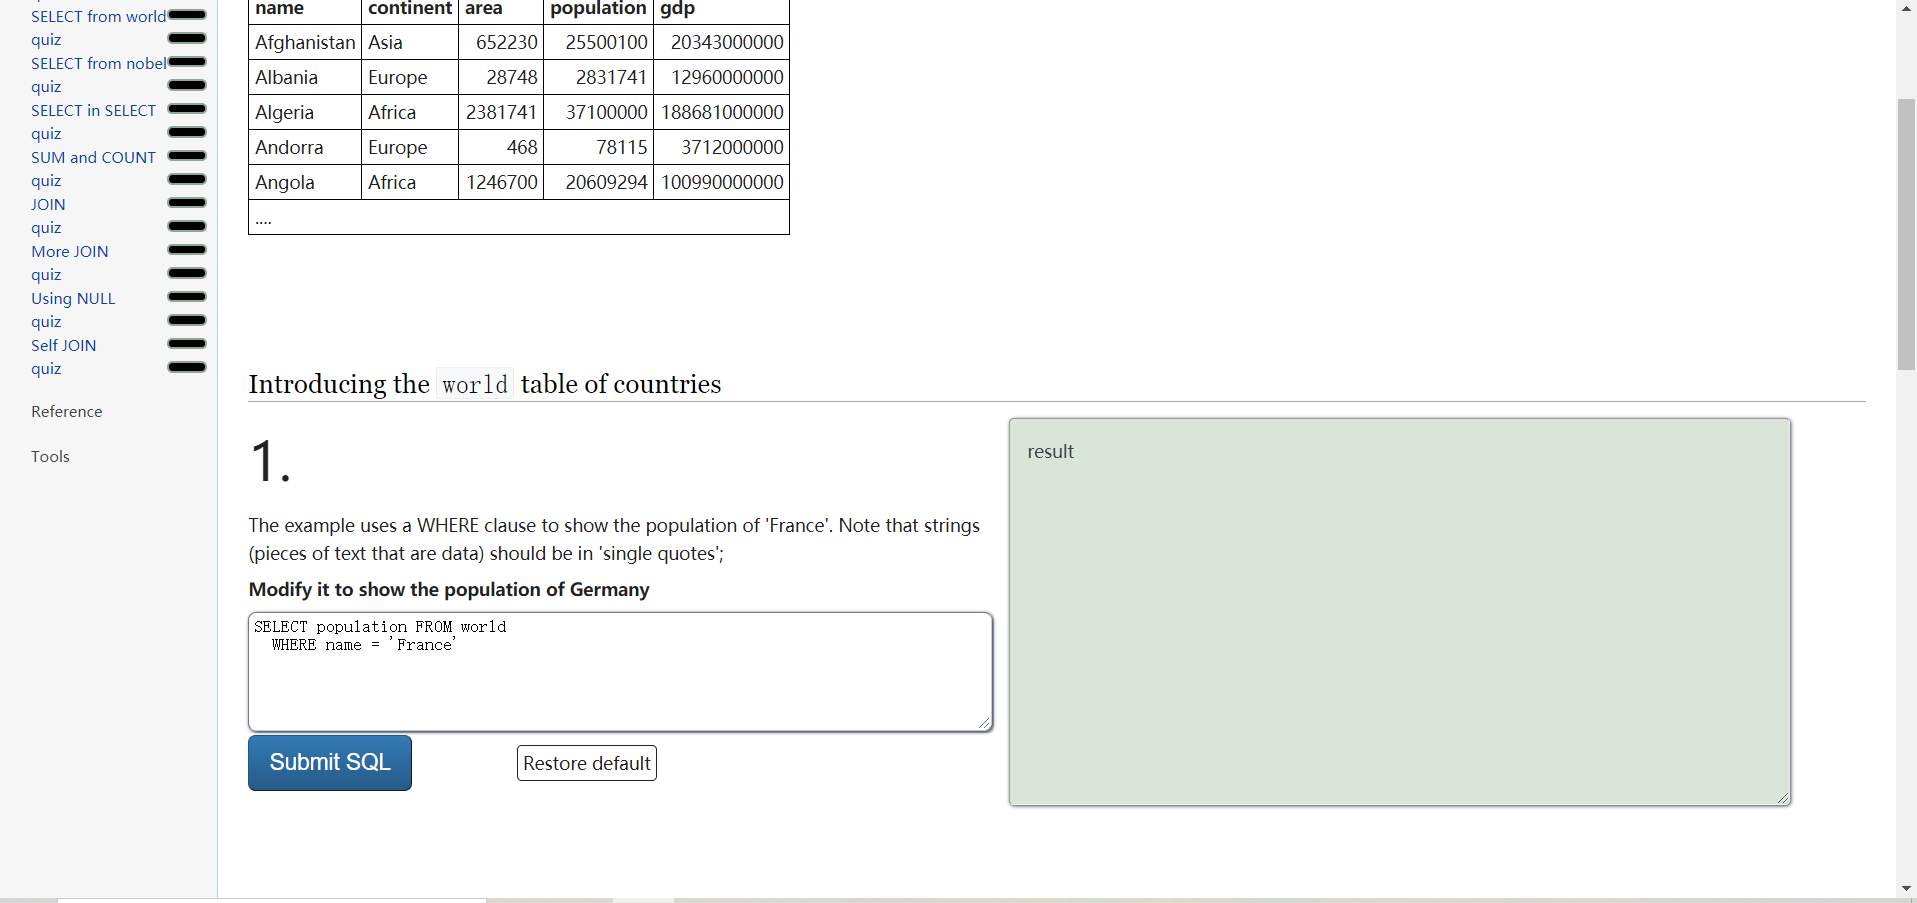 SELECT from world
quiz
SELECT from nobel
quiz
SELECT in SELECT
quiz
SUM and COUNT
quiz
JOIN
quiz
More JOIN
quiz
Using NULL
quiz
Self JOIN
quiz
Reference
Tools
name continent area population gdp
Afghanistan Asia 652230 25500100 20343000000
Albania Europe 28748 2831741 12960000000
Algeria Africa 2381741 37100000 188681000000
Andorra Europe 468 78115 3712000000
Angola Africa 1246700 20609294 100990000000
....
Introducing the world table of countries
1.
The example uses a WHERE clause to show the population of 'France'. Note that strings
(pieces of text that are data) should be in 'single quotes';
Modify it to show the population of Germany
SELECT population FROM world
WHERE name = 'France'
Submit SQL
Restore default
result